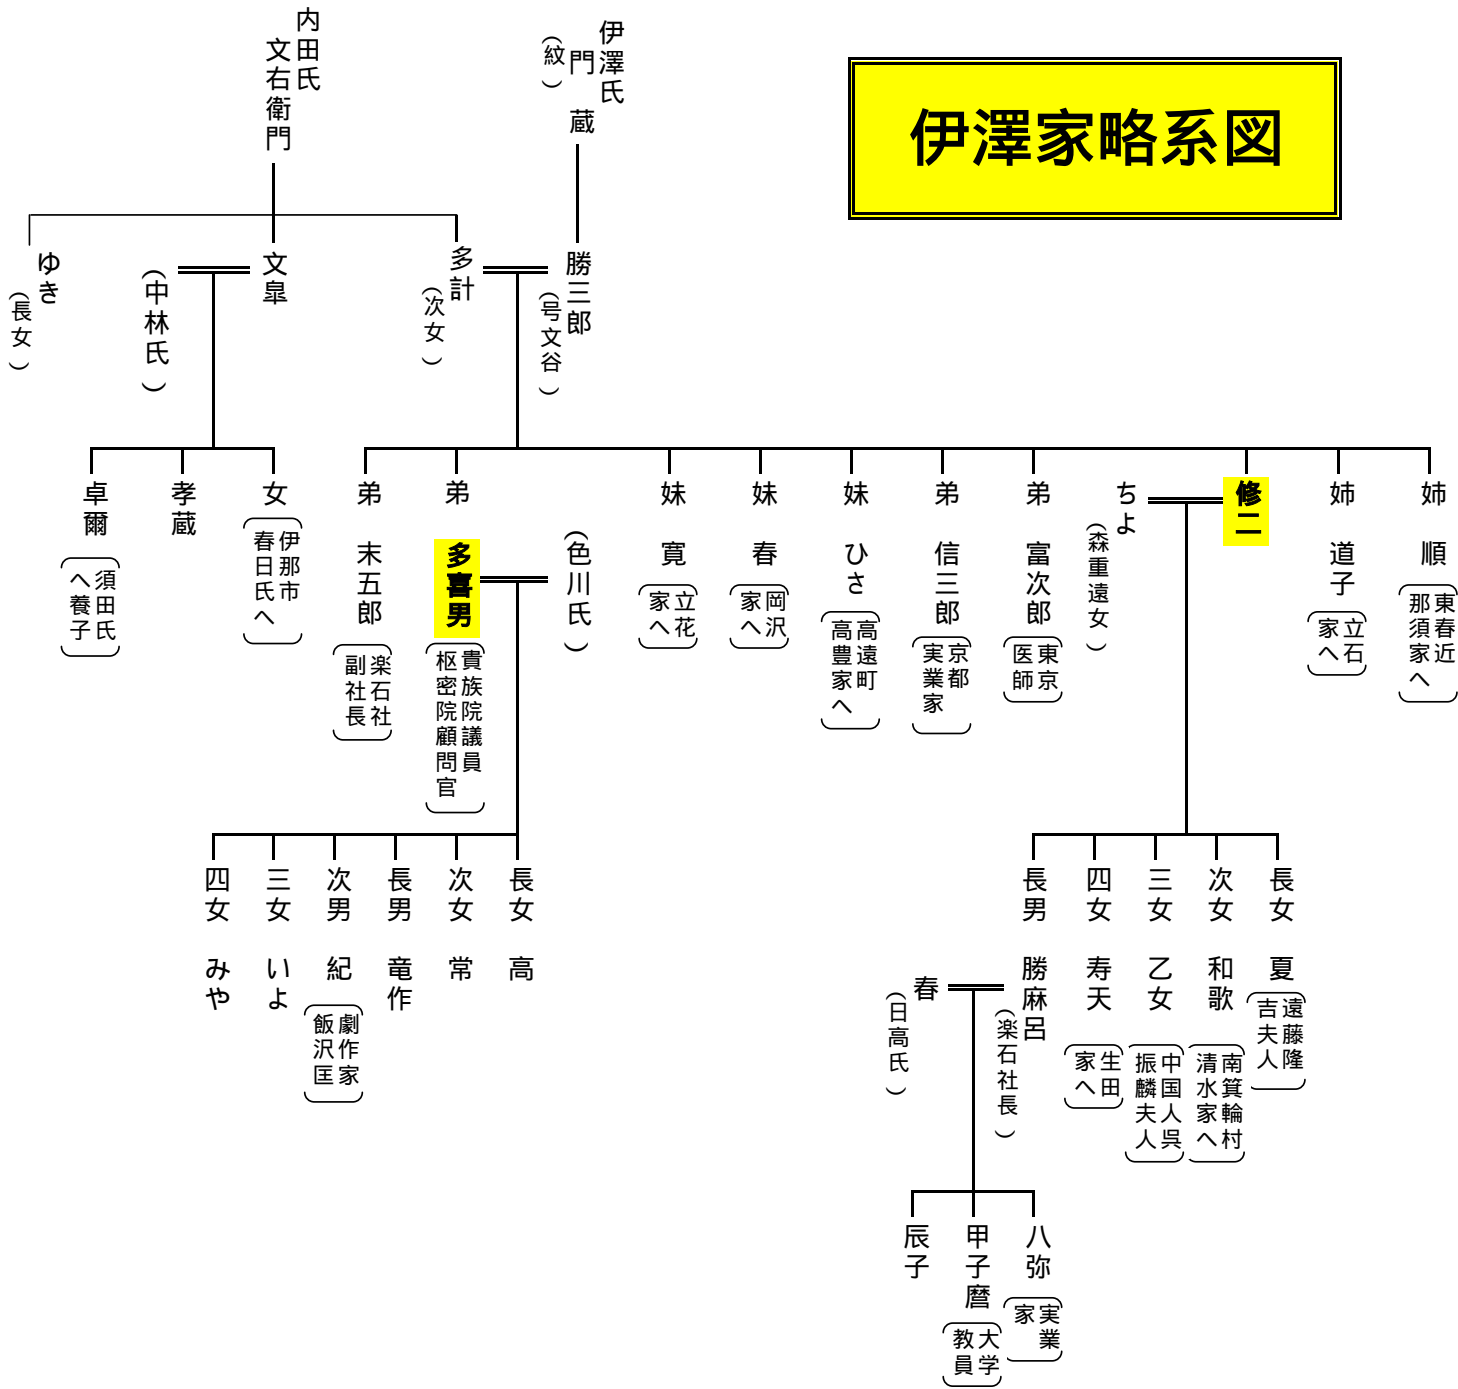 伊澤家略系図
伊澤氏
門蔵
（紋）
内田氏
文右衛門
勝三郎
（号文谷）
多計
（次女）
文皐
（中林氏）
ゆき
（長女）
姉 順
東春近
那須家へ
姉 道子
立石
家へ
修二
ちよ
（森重遠女）
弟 富次郎
東京
医師
弟 信三郎
京都
実業家
妹 ひさ
高遠町
高豊家へ
妹 春
岡沢
家へ
妹 寛
立花
家へ
（色川氏）
弟 多喜男
貴族院議員
枢密院顧問官
弟 末五郎
楽石社
副社長
女
伊那市
春日氏へ
孝蔵
卓爾
須田氏
へ養子
長女 夏
遠藤隆
吉夫人
次女 和歌
南箕輪村
清水家へ
三女 乙女
中国人呉
振麟夫人
四女 寿天
生田
家へ
長男 勝麻呂
（楽石社長）
春
（日高氏）
長女 高
次女 常
長男 竜作
次男 紀
劇作家
飯沢匡
三女 いよ
四女 みや
八弥
実業
家
甲子麿
大学
教員
辰子